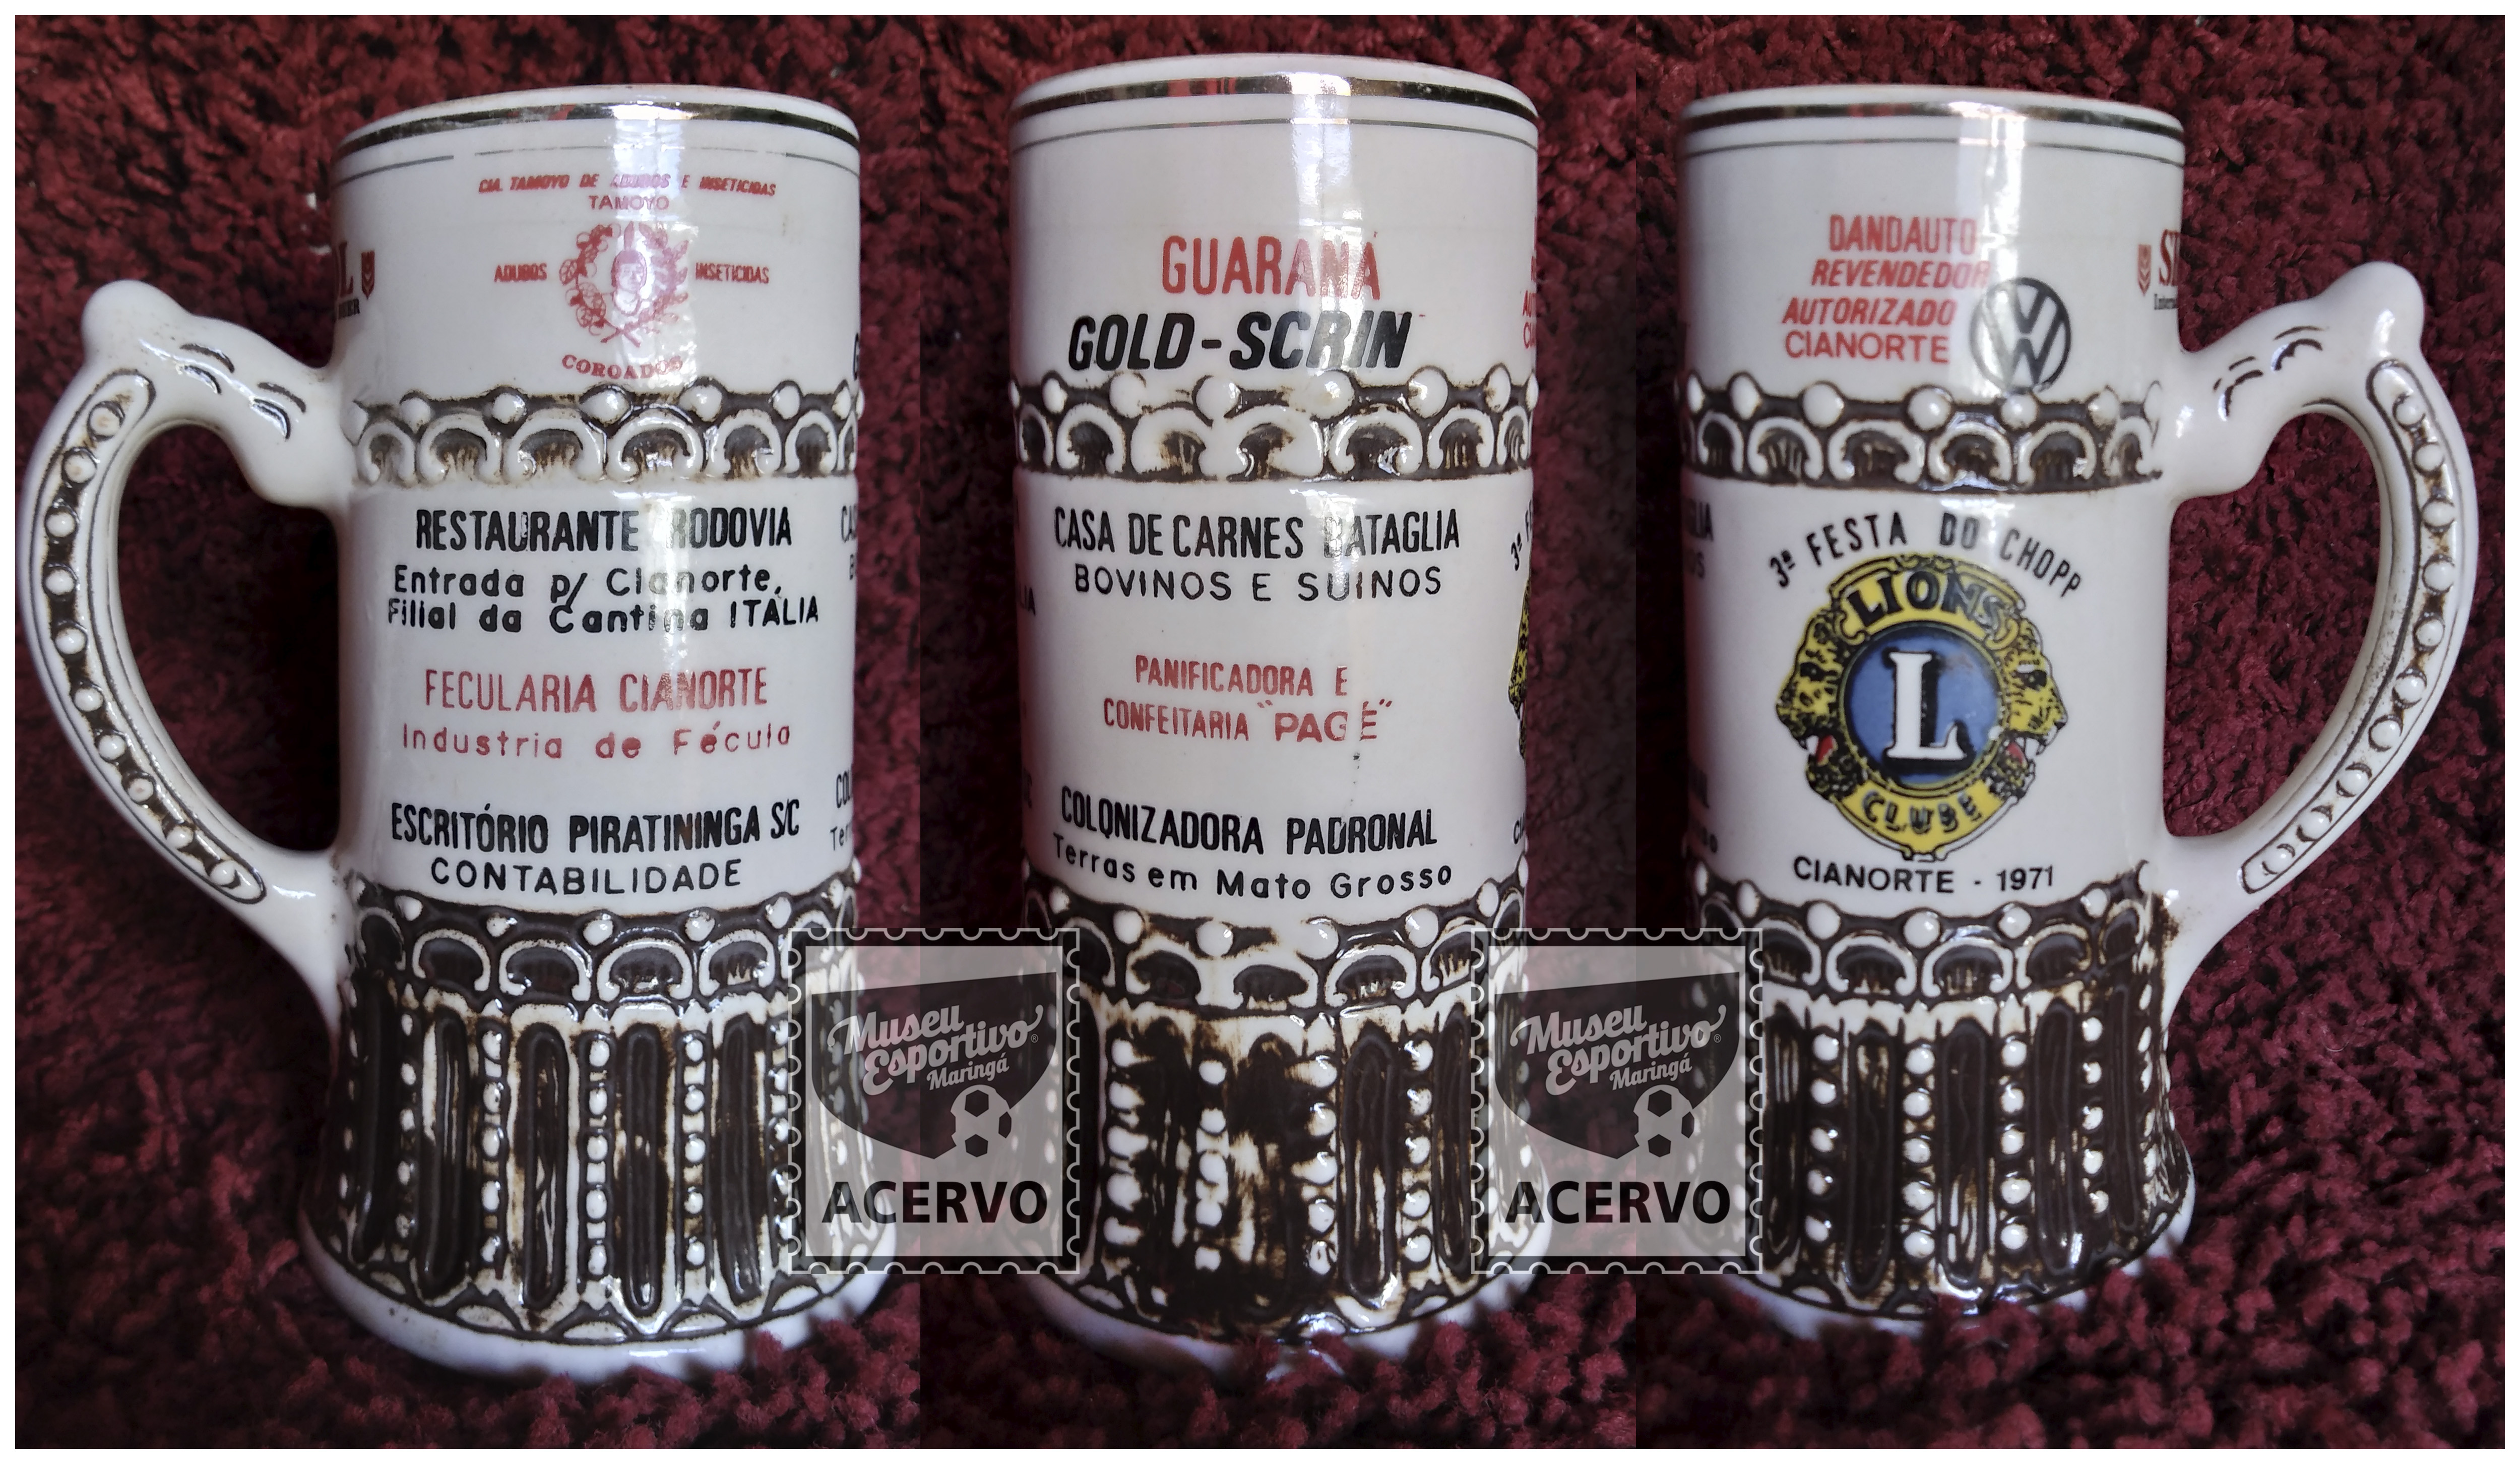 CIA. TAMOYO DE ADUBOS E INSETICIDAS
TAMOYO
ADUBOS INSETICIDAS
COROADOS
RESTAURANTE RODOVIA
Entrada p/ Cianorte,
Filial da Cantina ITÁLIA
FECULARIA CIANORTE
Industria de Fécula
ESCRITÓRIO PIRATININGA S/C
CONTABILIDADE
GUARANÁ
GOLD-SCRIN
CASA DE CARNES BATAGLIA
BOVINOS E SUINOS
PANIFICADORA E
CONFEITARIA "PAGÉ"
COLONIZADORA PADRONAL
Terras em Mato Grosso
DANDAUTO
REVENDEDOR
AUTORIZADO
CIANORTE
VW
3ª FESTA DO CHOPP
LIONS
L
CLUBE
CIANORTE - 1971
Museu
Esportivo®
Maringá
ACERVO
Museu
Esportivo®
Maringá
ACERVO